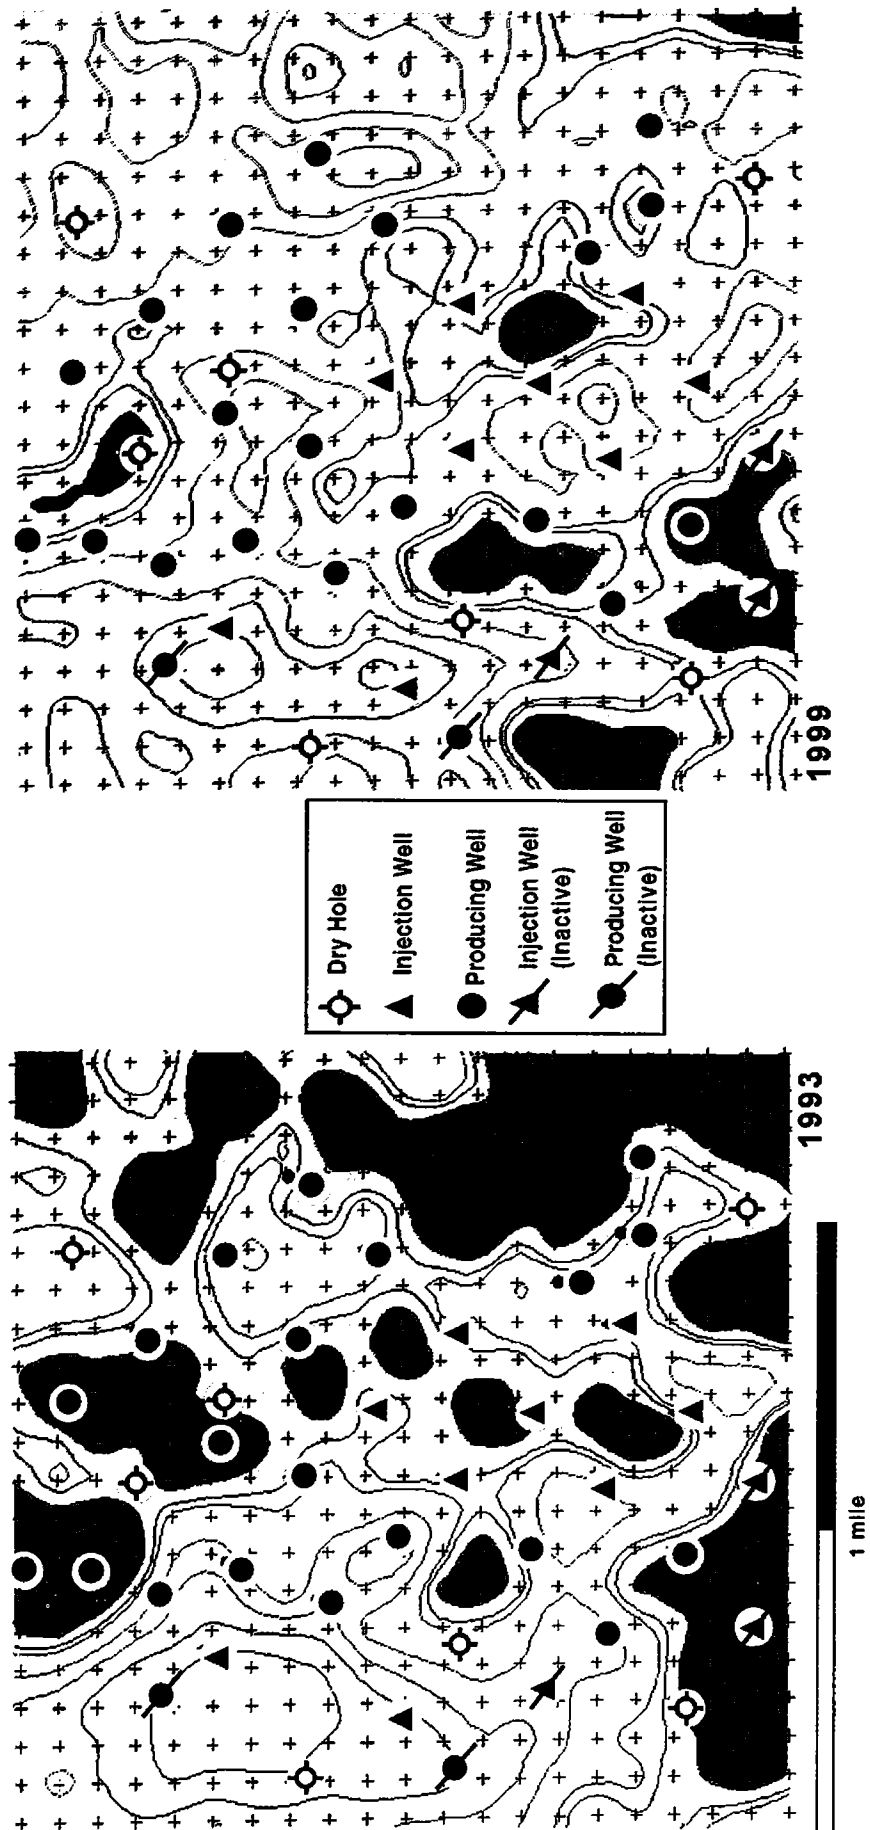 1999
Dry Hole
Injection Well
Producing Well
Injection Well
(Inactive)
Producing Well
(Inactive)
1993
1 mile